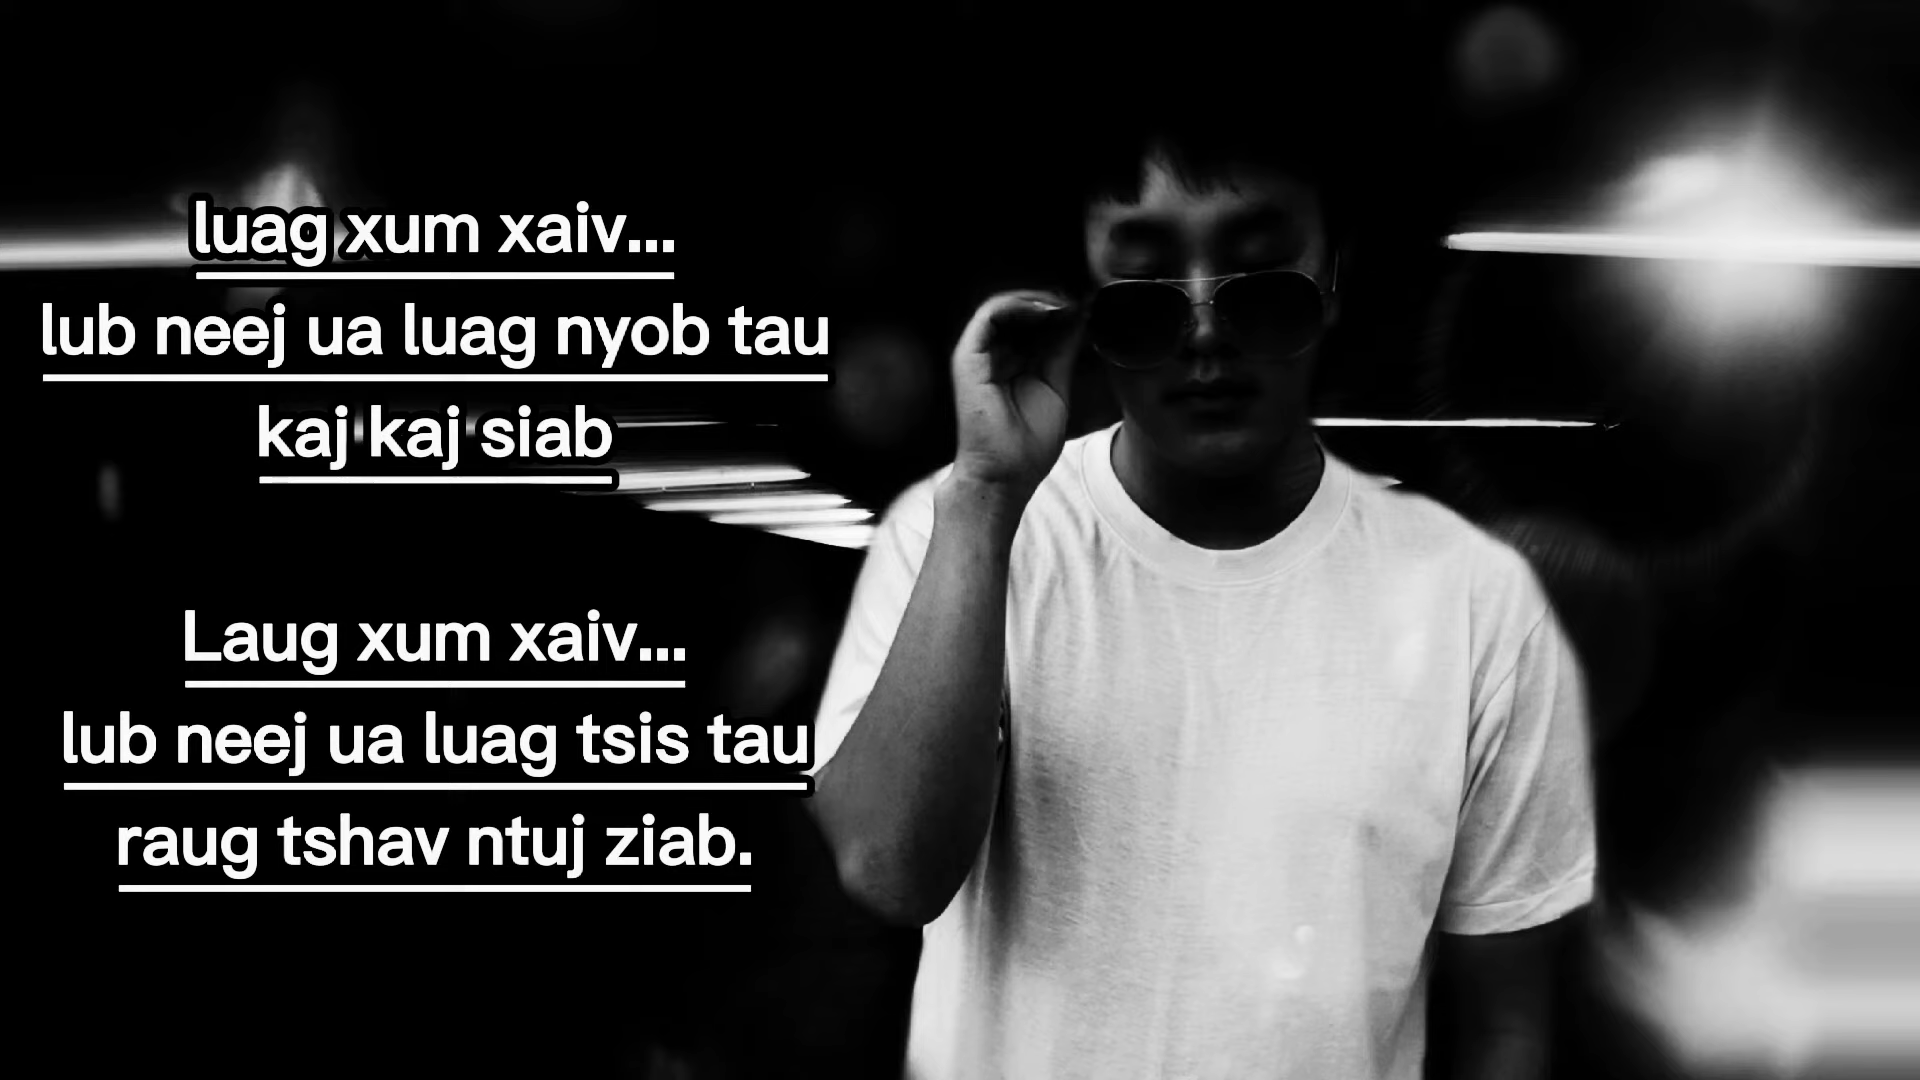 luag xum xaiv...
lub neej ua luag nyob tau
kaj kaj siab
Laug xum xaiv...
lub neej ua luag tsis tau
raug tshav ntuj ziab.